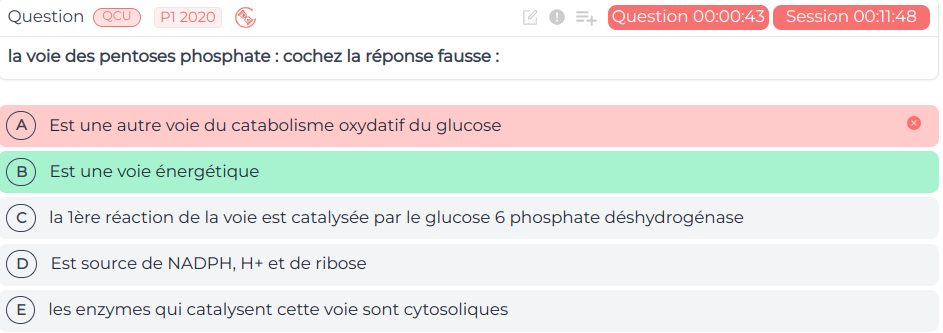 Question QCU P1 2020 Question 00:00:43 Session 00:11:48
la voie des pentoses phosphate : cochez la réponse fausse :
A Est une autre voie du catabolisme oxydatif du glucose
B Est une voie énergétique
C la 1ère réaction de la voie est catalysée par le glucose 6 phosphate déshydrogénase
D Est source de NADPH, H+ et de ribose
E les enzymes qui catalysent cette voie sont cytosoliques